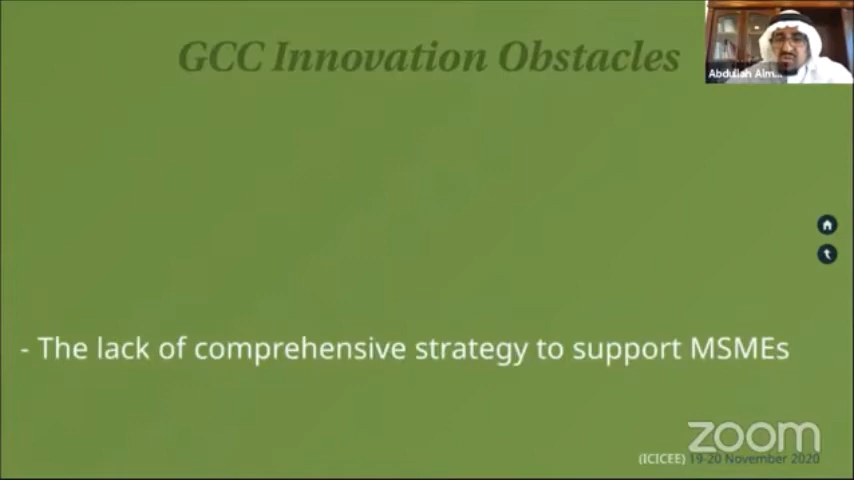 GCC Innovation Obstacles
Abdullah Alm...
- The lack of comprehensive strategy to support MSMEs
zoom
(ICICEE) 19-20 November 2020